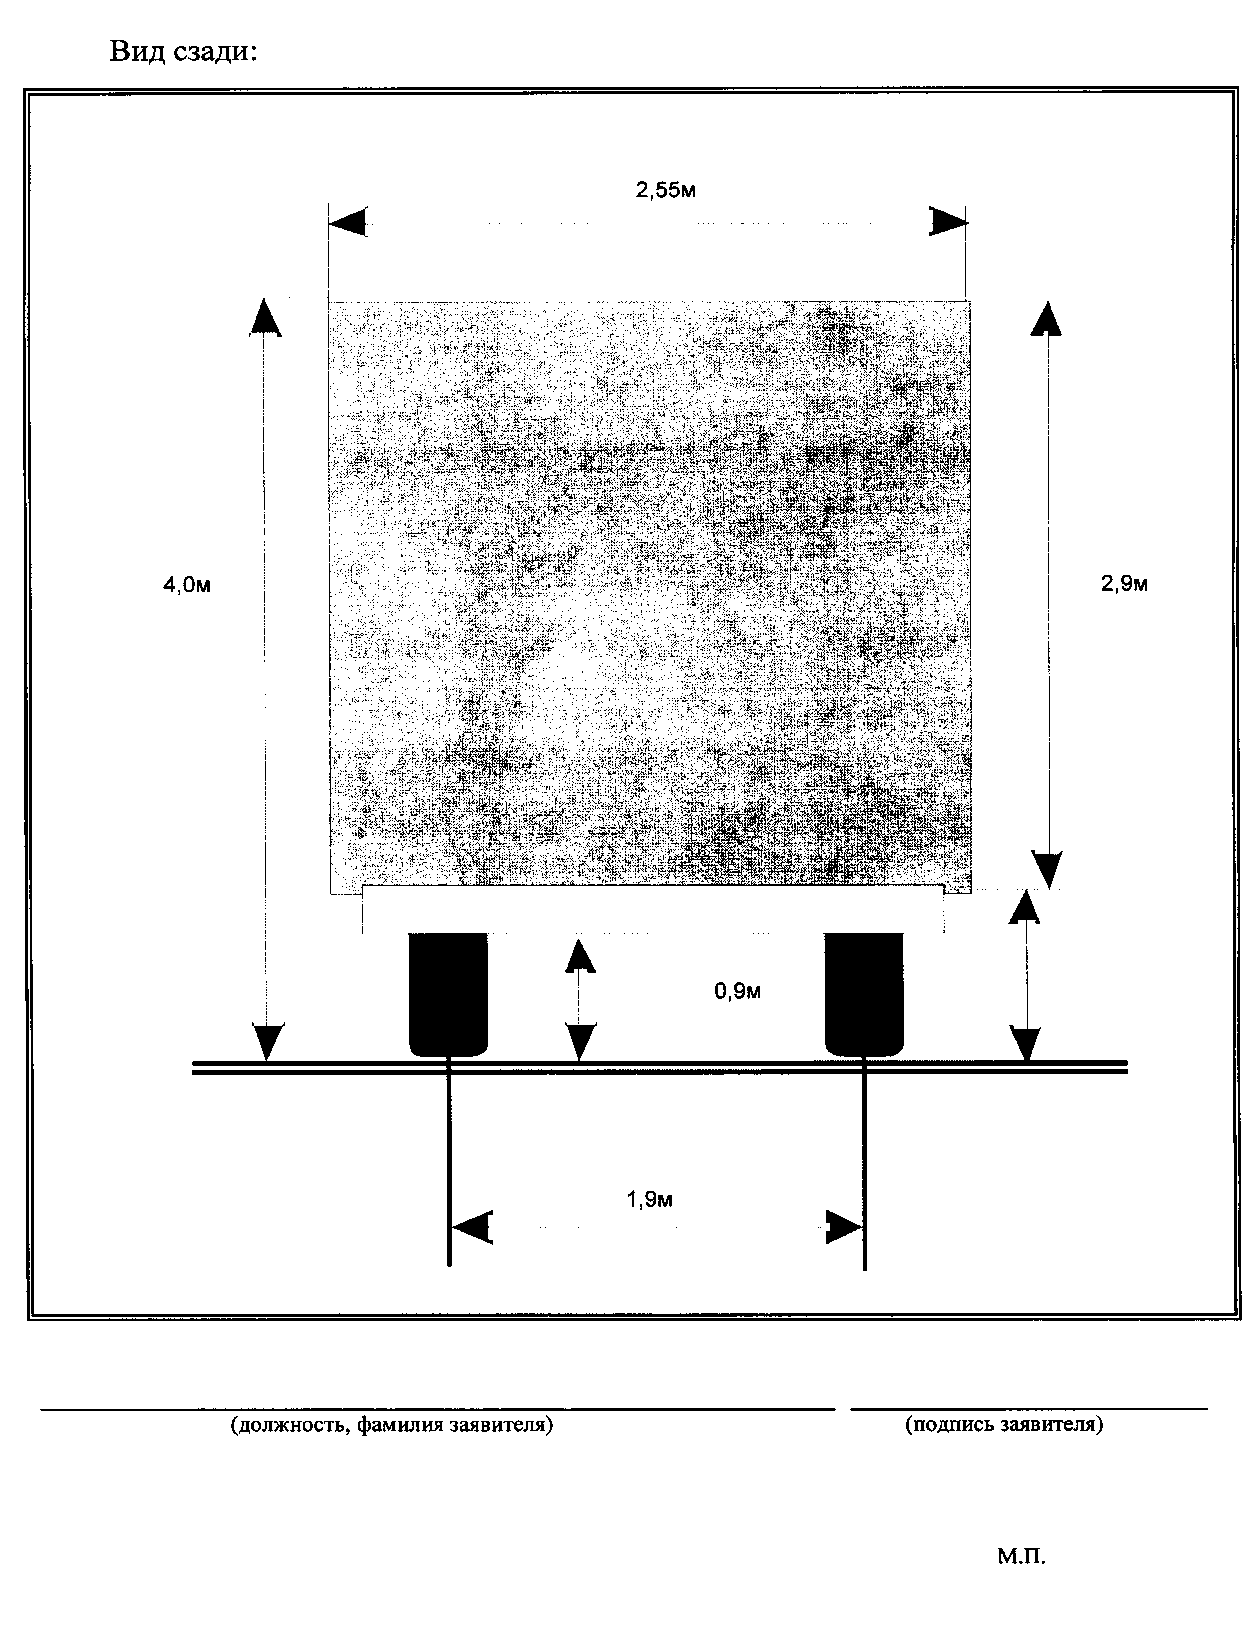 Вид сзади:
2,55м
4,0м
2,9м
0,9м
1,9м
(должность, фамилия заявителя)
(подпись заявителя)
М.П.